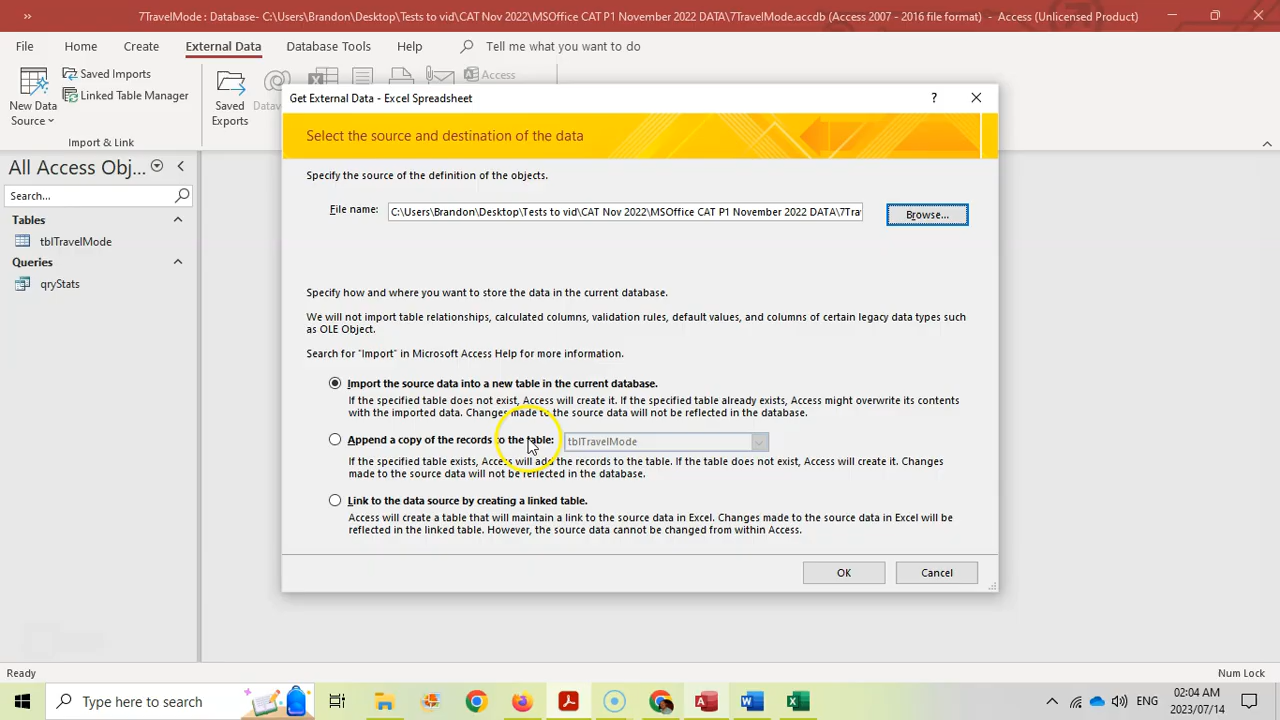 7TravelMode : Database- C:\Users\Brandon\Desktop\Tests to vid\CAT Nov 2022\MSOffice CAT P1 November 2022 DATA\7TravelMode.accdb (Access 2007 - 2016 file format) - Access (Unlicensed Product)
File Home Create External Data Database Tools Help Tell me what you want to do
New Data Source
Saved Imports
Linked Table Manager
Import & Link
Saved Exports
Access
All Access Obj...
Search...
Tables
tblTravelMode
Queries
qryStats
Get External Data - Excel Spreadsheet
?
Select the source and destination of the data
Specify the source of the definition of the objects.
File name: C:\Users\Brandon\Desktop\Tests to vid\CAT Nov 2022\MSOffice CAT P1 November 2022 DATA\7Tra
Browse...
Specify how and where you want to store the data in the current database.
We will not import table relationships, calculated columns, validation rules, default values, and columns of certain legacy data types such
as OLE Object.
Search for "Import" in Microsoft Access Help for more information.
Import the source data into a new table in the current database.
If the specified table does not exist, Access will create it. If the specified table already exists, Access might overwrite its contents
with the imported data. Changes made to the source data will not be reflected in the database.
Append a copy of the records to the table: tblTravelMode
If the specified table exists, Access will add the records to the table. If the table does not exist, Access will create it. Changes
made to the source data will not be reflected in the database.
Link to the data source by creating a linked table.
Access will create a table that will maintain a link to the source data in Excel. Changes made to the source data in Excel will be
reflected in the linked table. However, the source data cannot be changed from within Access.
OK Cancel
Ready Num Lock
Type here to search
ENG
02:04 AM
2023/07/14